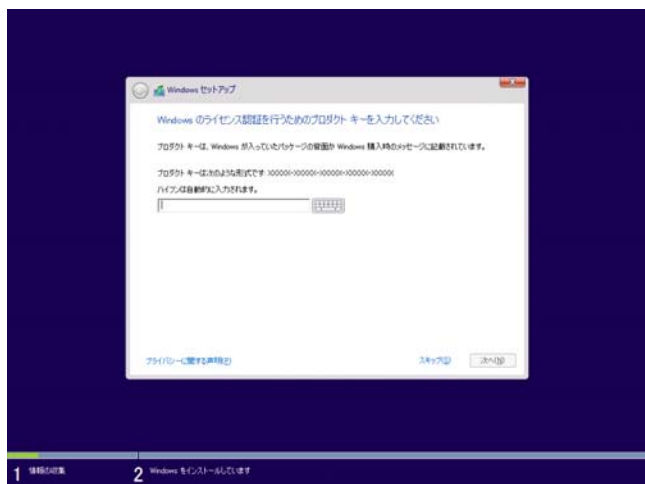 Windows セットアップ
Windows のライセンス認証を行うためのプロダクト キーを入力してください
プロダクト キーは、Windows が入っていたパッケージの背面か Windows 購入時のメッセージに記載されています。
プロダクト キーは次のような形式です: XXXXX-XXXXX-XXXXX-XXXXX-XXXXX
ハイフンは自動的に入力されます。
プライバシーに関する声明(P)
スキップ(S)
次へ(N)
1 情報の収集
2 Windows をインストールしています